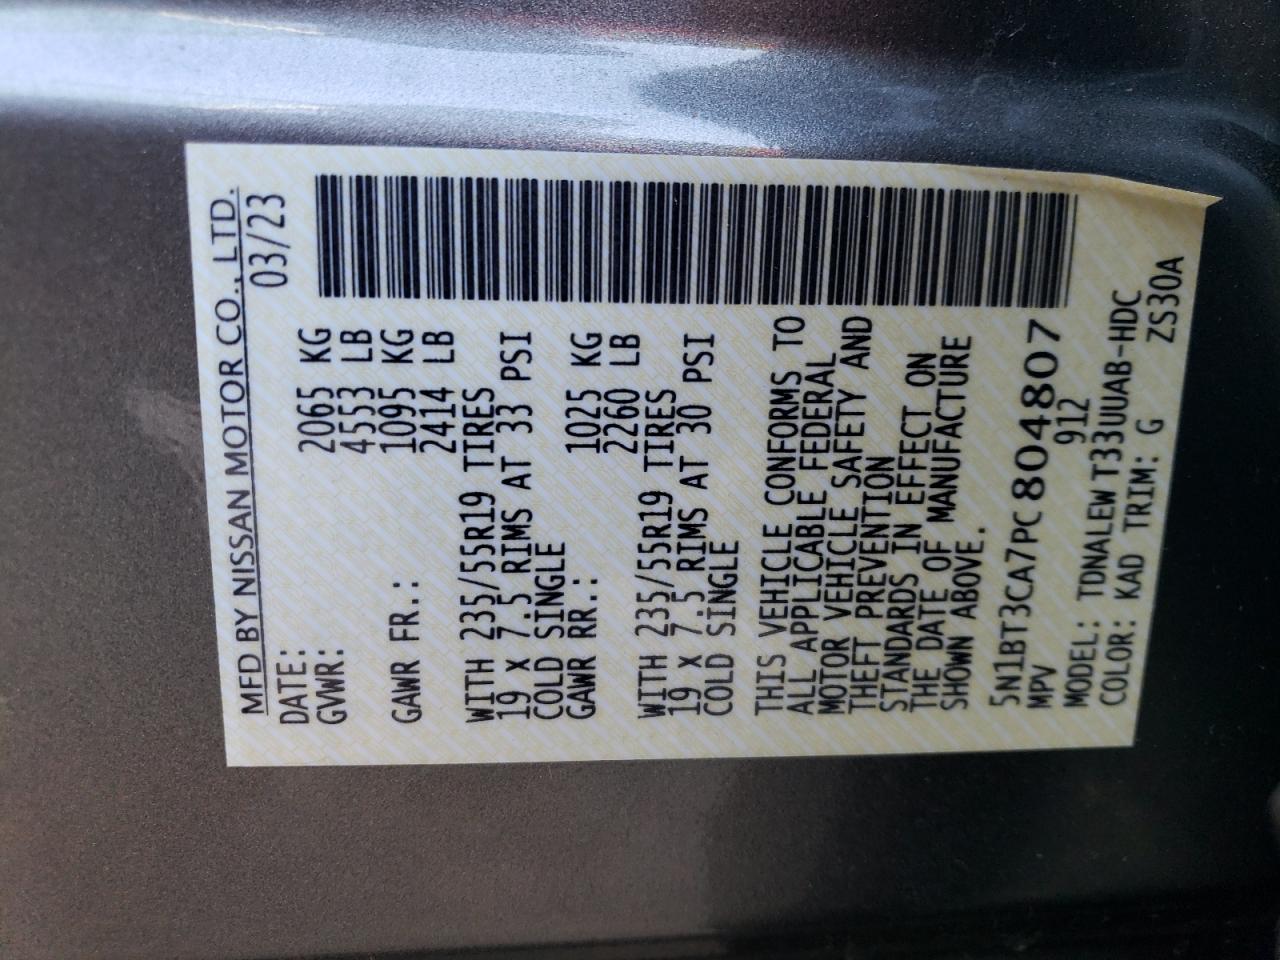 MFD BY NISSAN MOTOR CO., LTD.
DATE: 03/23
GVWR: 2065 KG
4553 LB
GAWR FR.: 1095 KG
2414 LB
WITH 235/55R19 TIRES
19 x 7.5 RIMS AT 33 PSI
COLD SINGLE
GAWR RR.: 1025 KG
2260 LB
WITH 235/55R19 TIRES
19 x 7.5 RIMS AT 30 PSI
COLD SINGLE
THIS VEHICLE CONFORMS TO
ALL APPLICABLE FEDERAL
MOTOR VEHICLE SAFETY AND
THEFT PREVENTION
STANDARDS IN EFFECT ON
THE DATE OF MANUFACTURE
SHOWN ABOVE.
5N1BT3CA7PC804807
MPV 912
MODEL: TDNALEW T33UUAB-HDC
COLOR: KAD TRIM: G ZS30A